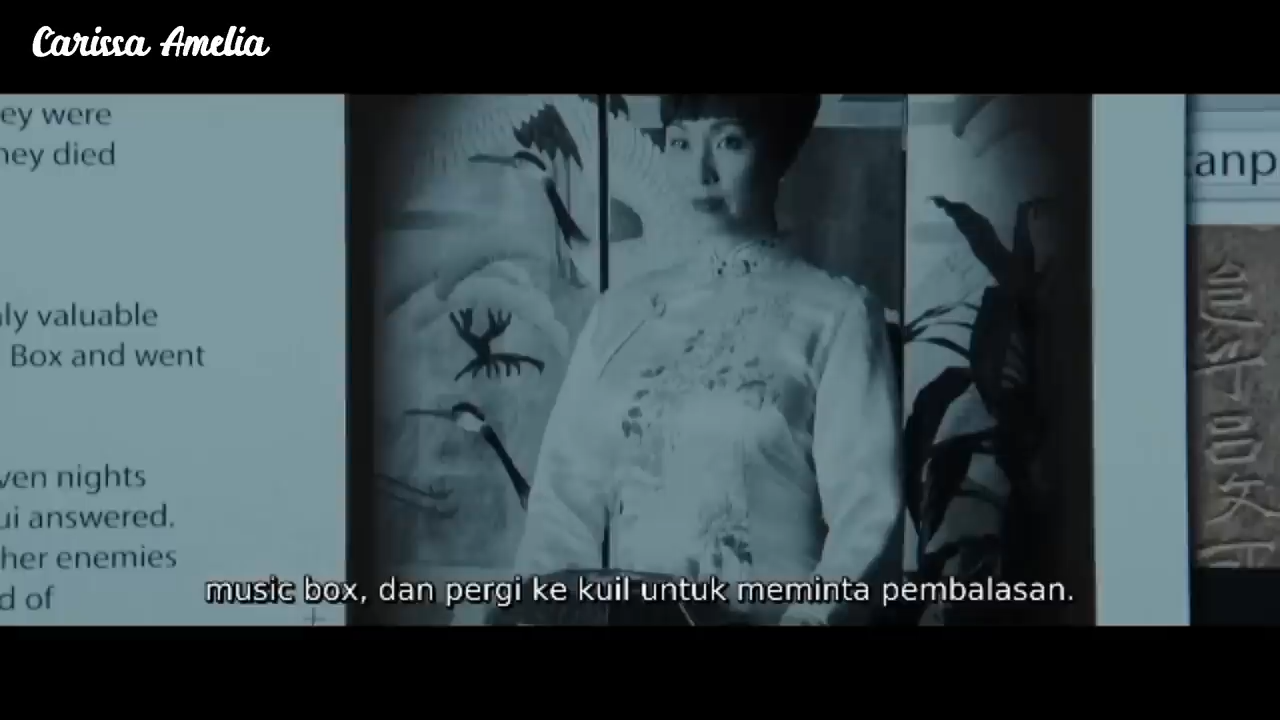 Carissa Amelia
ey were
hey died
ly valuable
Box and went
ven nights
ui answered.
her enemies
d of
anp
music box, dan pergi ke kuil untuk meminta pembalasan.